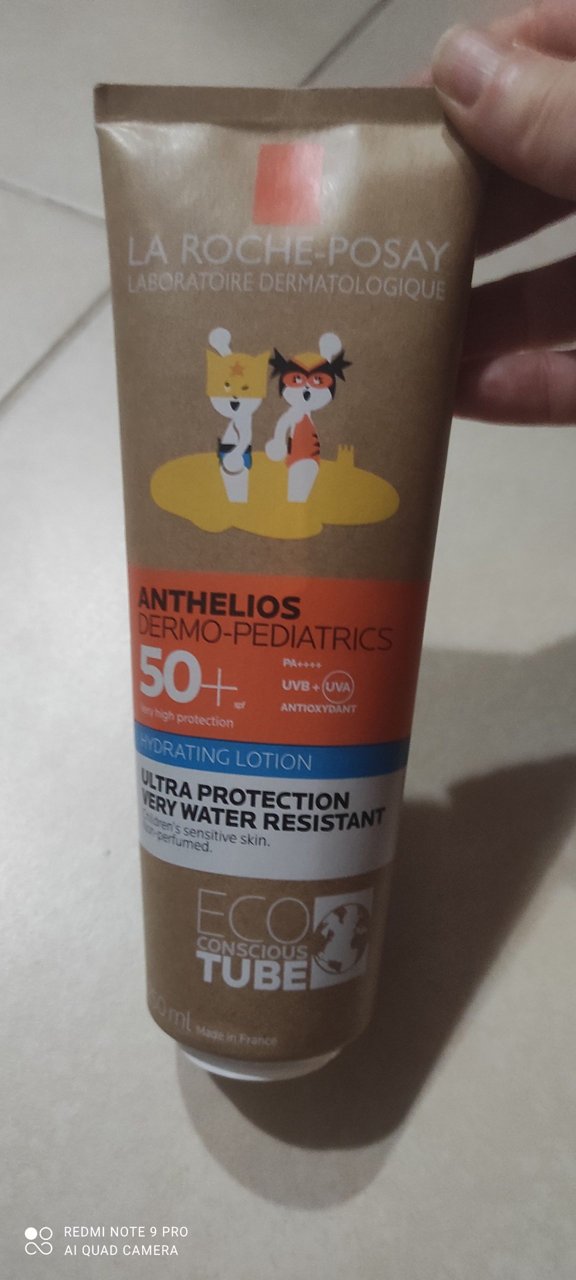 LA ROCHE-POSAY
LABORATOIRE DERMATOLOGIQUE
ANTHELIOS
DERMO-PEDIATRICS
50+
spf
very high protection
PA++++
UVB + UVA
ANTIOXYDANT
HYDRATING LOTION
ULTRA PROTECTION
VERY WATER RESISTANT
Children's sensitive skin.
Non-perfumed.
ECO
CONSCIOUS
TUBE
ml Made in France
REDMI NOTE 9 PRO
AI QUAD CAMERA